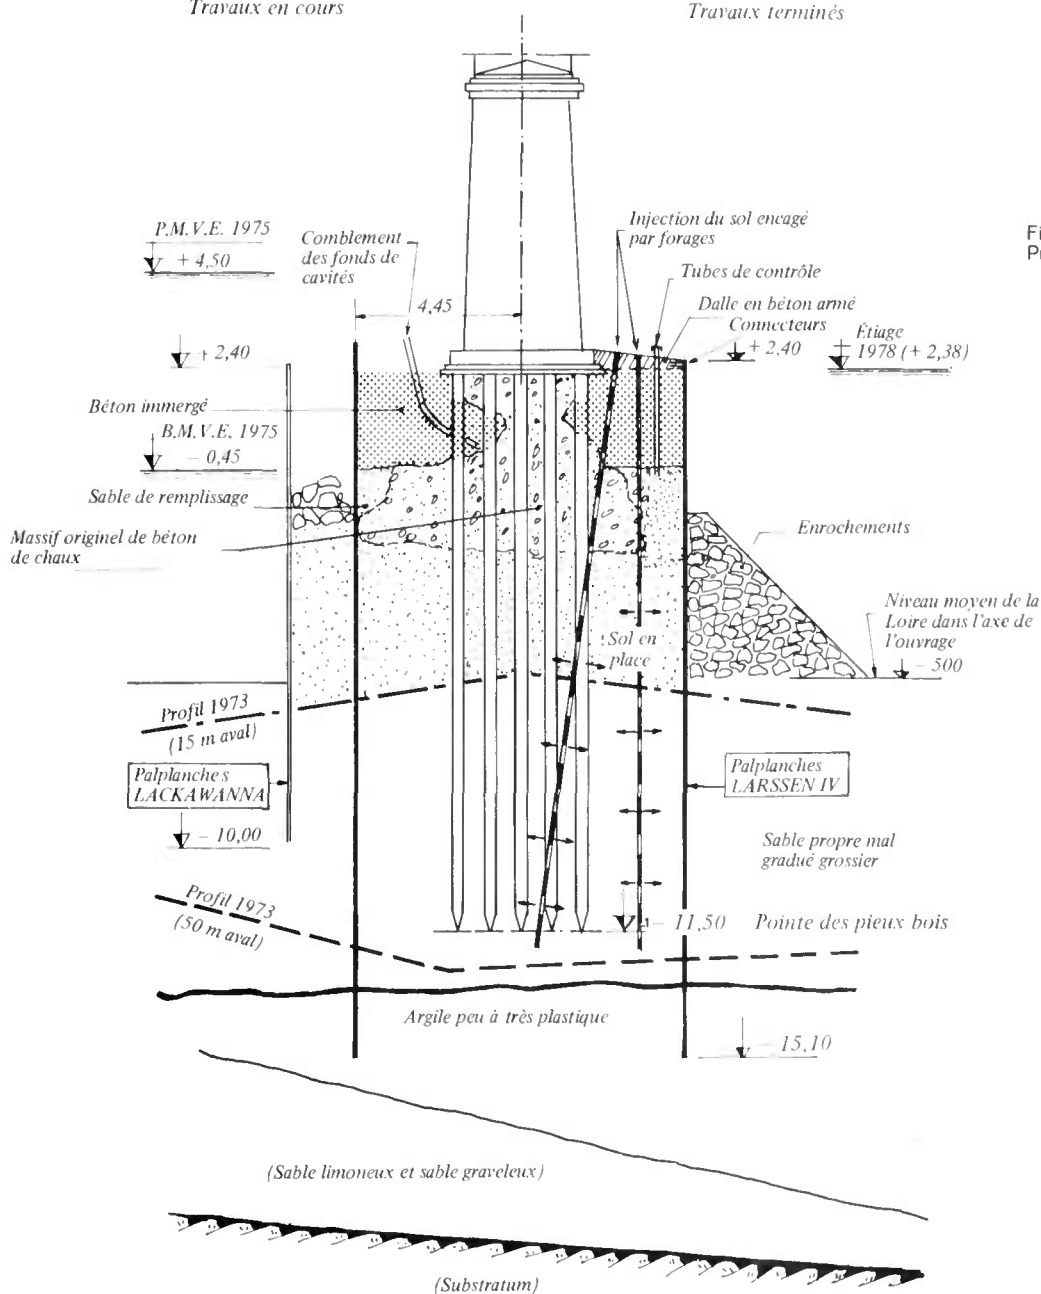 Travaux en cours
Travaux terminés
P.M.V.E. 1975
+ 4,50
Comblement
des fonds de
cavités
Injection du sol encagé
par forages
Tubes de contrôle
4,45
Dalle en béton armé
Connecteurs
+ 2,40
+ 2,40
Étiage
1978 (+ 2,38)
Béton immergé
B.M.V.E. 1975
- 0,45
Sable de remplissage
Massif originel de béton
de chaux
Enrochements
Niveau moyen de la
Loire dans l'axe de
l'ouvrage
- 500
Sol en
place
Profil 1973
(15 m aval)
Palplanches
LACKAWANNA
Palplanches
LARSSEN IV
- 10,00
Sable propre mal
gradué grossier
Profil 1973
(50 m aval)
- 11,50
Pointe des pieux bois
Argile peu à très plastique
- 15,10
(Sable limoneux et sable graveleux)
(Substratum)